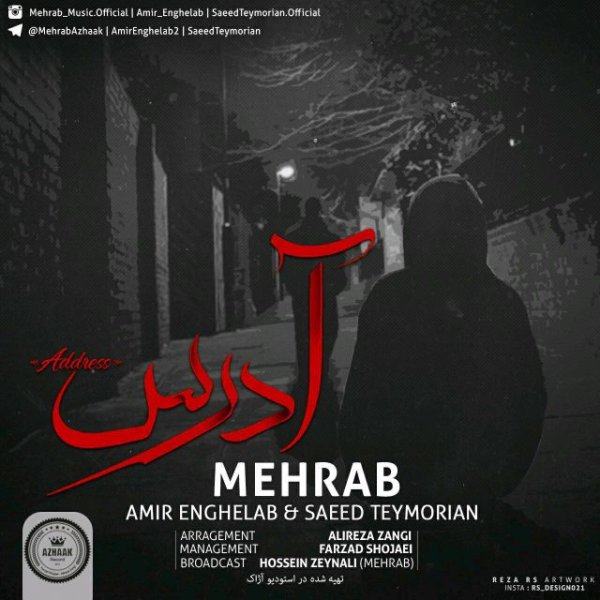 Mehrab_Music.Official | Amir_Enghelab | SaeedTeymorian.Official
@MehrabAzhaak | AmirEnghelab2 | SaeedTeymorian
آدرس
Address
MEHRAB
AMIR ENGHELAB & SAEED TEYMORIAN
ARRAGEMENT ALIREZA ZANGI
MANAGEMENT FARZAD SHOJAEI
BROADCAST HOSSEIN ZEYNALI (MEHRAB)
تهیه شده در استودیو آژاک
AZHAAK
Record
REZA RS ARTWORK
INSTA : RS_DESIGN021